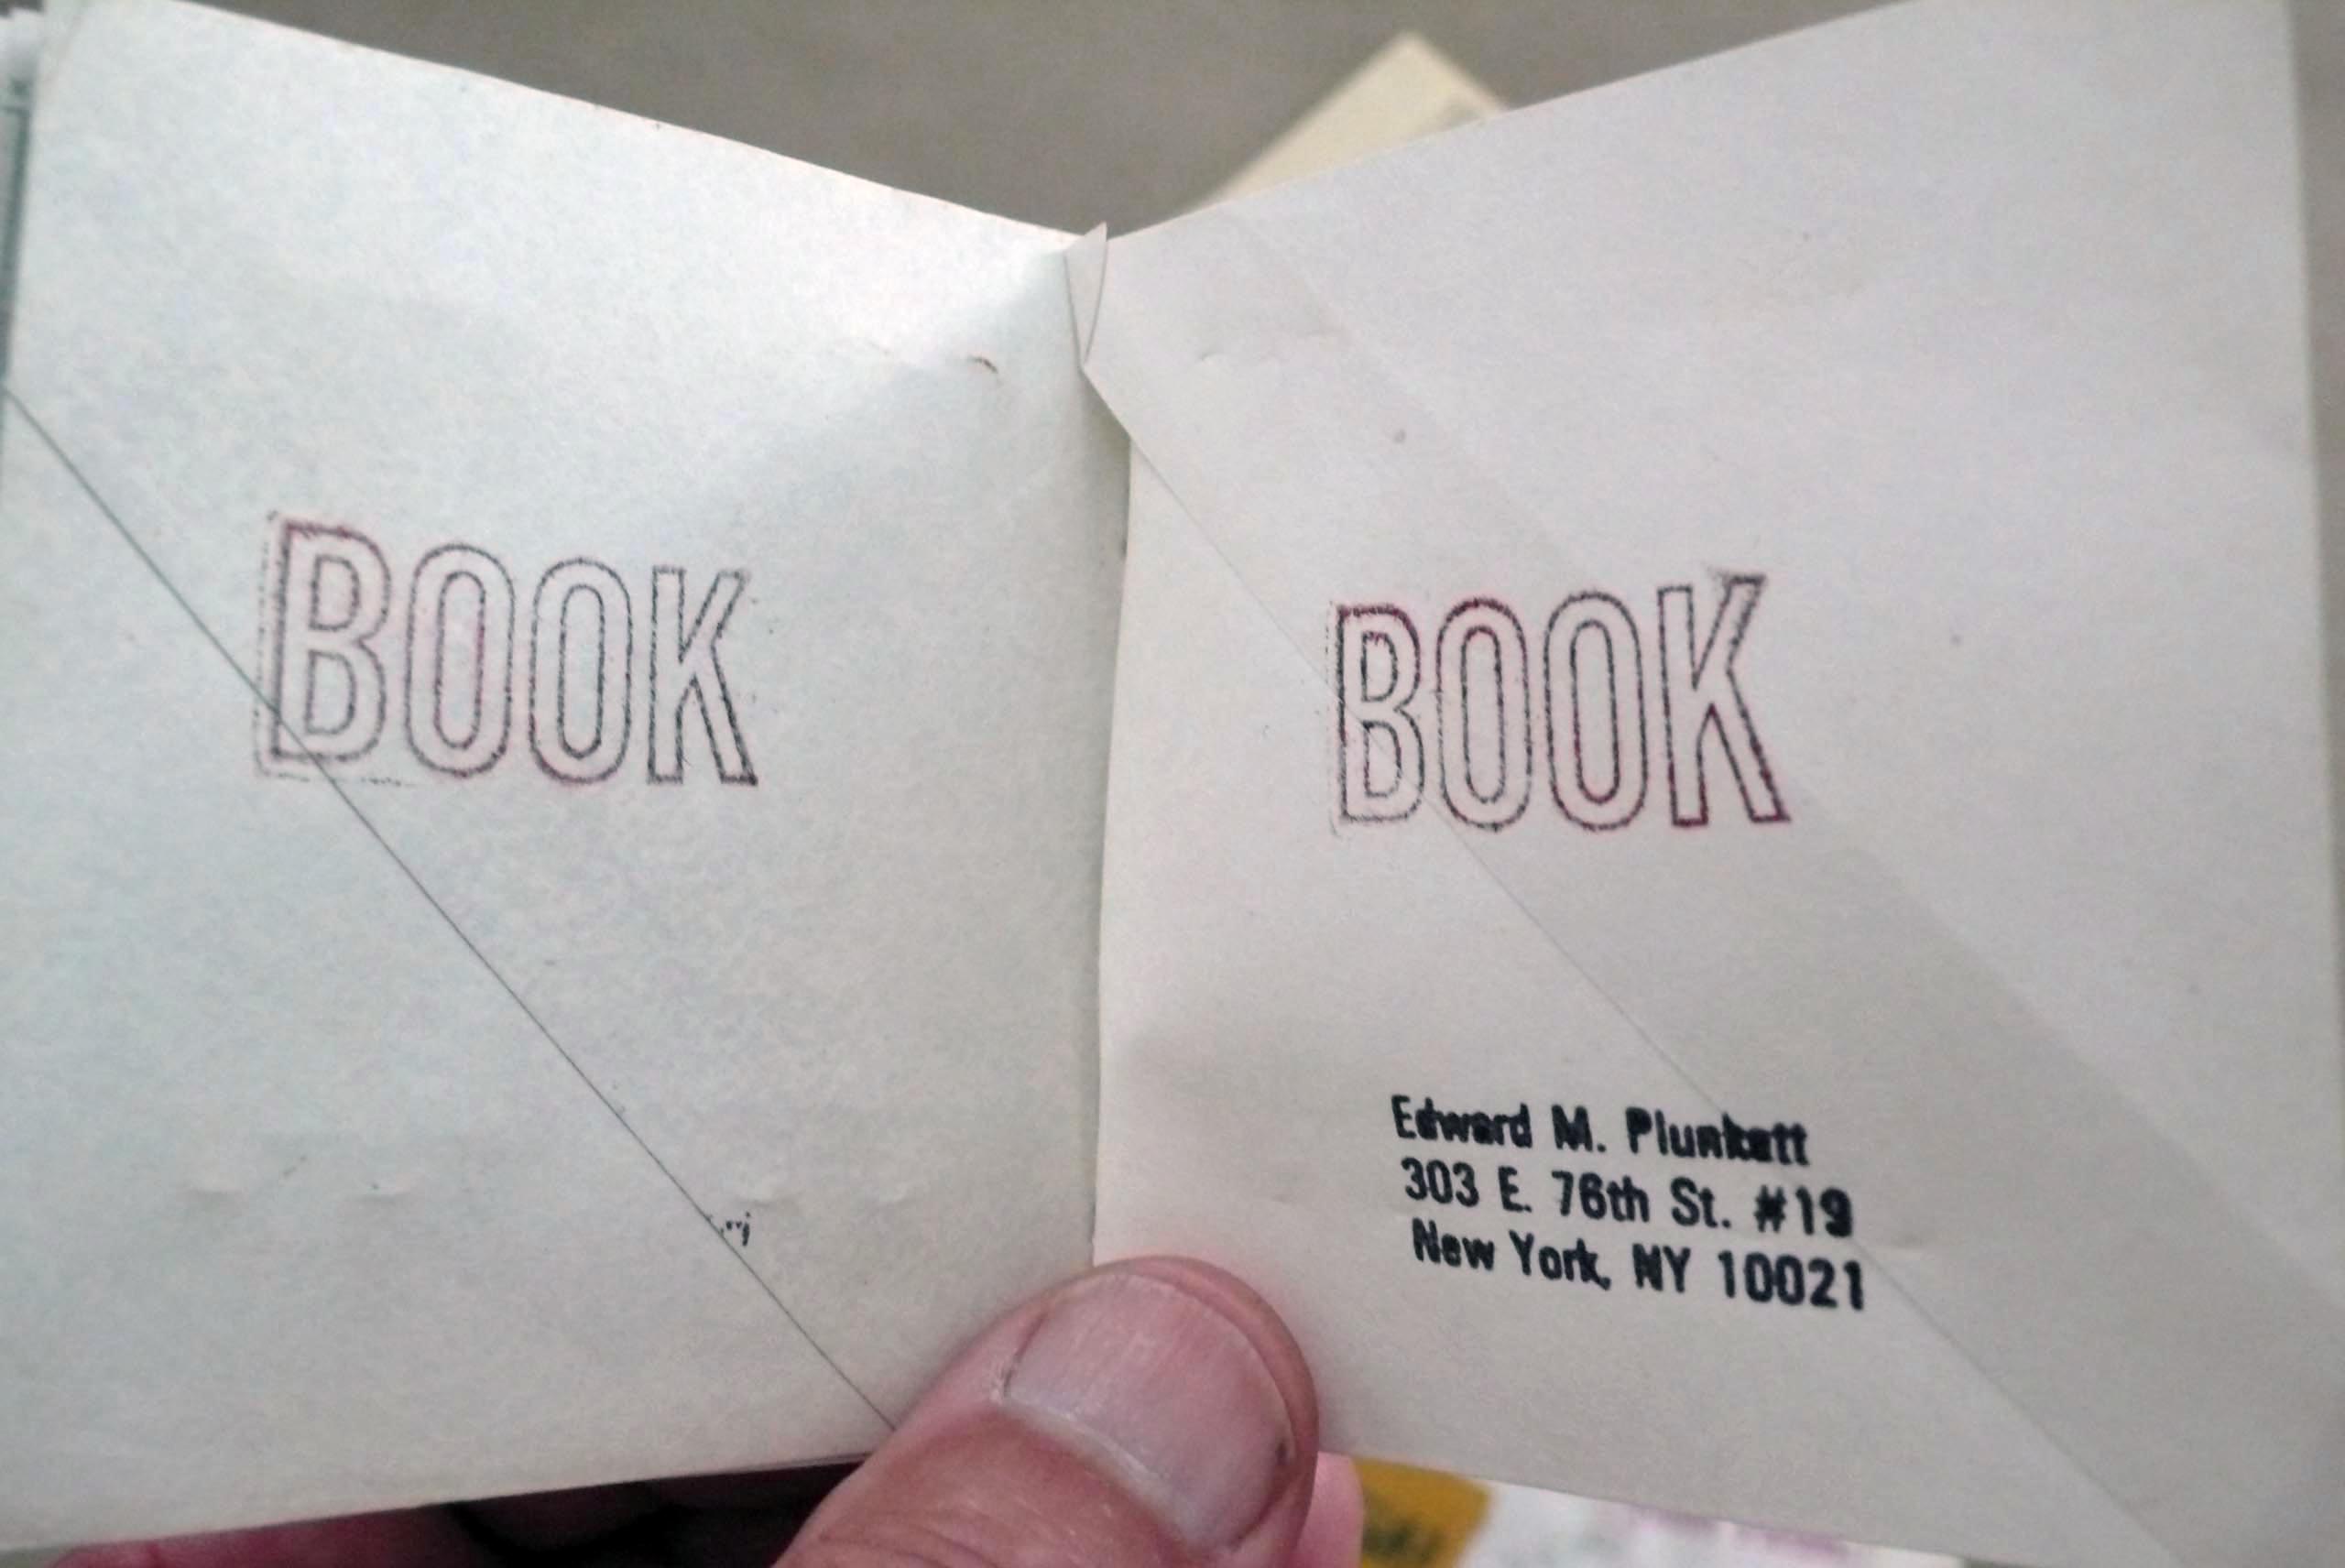 BOOK
BOOK
Edward M. Plunkett
303 E. 76th St. #19
New York, NY 10021